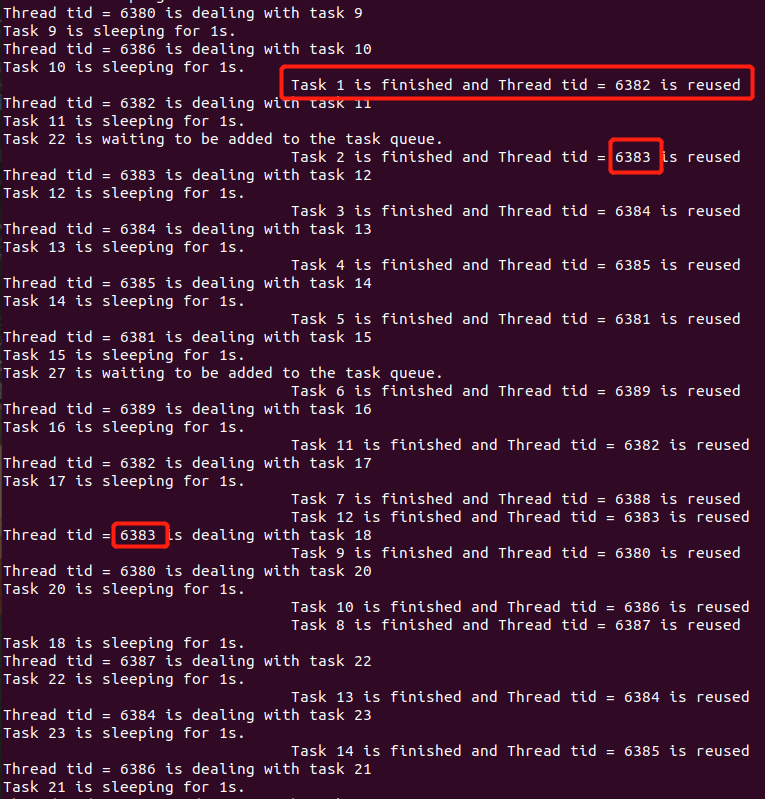 Thread tid = 6380 is dealing with task 9
Task 9 is sleeping for 1s.
Thread tid = 6386 is dealing with task 10
Task 10 is sleeping for 1s.
Task 1 is finished and Thread tid = 6382 is reused
Thread tid = 6382 is dealing with task 11
Task 11 is sleeping for 1s.
Task 22 is waiting to be added to the task queue.
Task 2 is finished and Thread tid = 6383 is reused
Thread tid = 6383 is dealing with task 12
Task 12 is sleeping for 1s.
Task 3 is finished and Thread tid = 6384 is reused
Thread tid = 6384 is dealing with task 13
Task 13 is sleeping for 1s.
Task 4 is finished and Thread tid = 6385 is reused
Thread tid = 6385 is dealing with task 14
Task 14 is sleeping for 1s.
Task 5 is finished and Thread tid = 6381 is reused
Thread tid = 6381 is dealing with task 15
Task 15 is sleeping for 1s.
Task 27 is waiting to be added to the task queue.
Task 6 is finished and Thread tid = 6389 is reused
Thread tid = 6389 is dealing with task 16
Task 16 is sleeping for 1s.
Task 11 is finished and Thread tid = 6382 is reused
Thread tid = 6382 is dealing with task 17
Task 17 is sleeping for 1s.
Task 7 is finished and Thread tid = 6388 is reused
Task 12 is finished and Thread tid = 6383 is reused
Thread tid = 6383 is dealing with task 18
Task 9 is finished and Thread tid = 6380 is reused
Thread tid = 6380 is dealing with task 20
Task 20 is sleeping for 1s.
Task 10 is finished and Thread tid = 6386 is reused
Task 8 is finished and Thread tid = 6387 is reused
Task 18 is sleeping for 1s.
Thread tid = 6387 is dealing with task 22
Task 22 is sleeping for 1s.
Task 13 is finished and Thread tid = 6384 is reused
Thread tid = 6384 is dealing with task 23
Task 23 is sleeping for 1s.
Task 14 is finished and Thread tid = 6385 is reused
Thread tid = 6386 is dealing with task 21
Task 21 is sleeping for 1s.